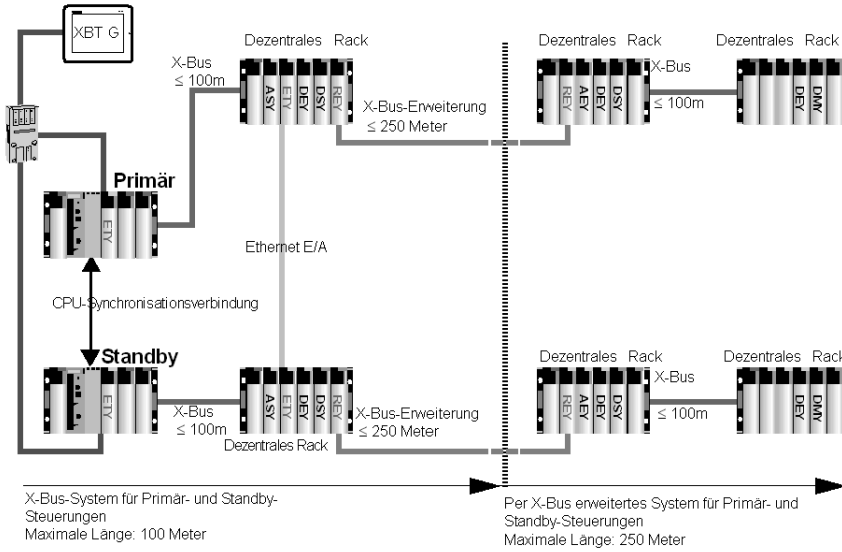 XBT G
Dezentrales Rack
Dezentrales Rack
Dezentrales Rack
X-Bus
≤ 100m
X-Bus
≤ 100m
ASY
ETY
DEY
DSY
REY
REY
AEY
DEY
DSY
DEY
DMY
X-Bus-Erweiterung
≤ 250 Meter
Primär
ETY
Ethernet E/A
CPU-Synchronisationsverbindung
Standby
ETY
Dezentrales Rack
Dezentrales Rack
X-Bus
≤ 100m
ASY
ETY
DEY
DSY
REY
X-Bus-Erweiterung
≤ 250 Meter
REY
AEY
DEY
DSY
X-Bus
≤ 100m
DEY
DMY
Dezentrales Rack
X-Bus-System für Primär- und Standby-
Steuerungen
Maximale Länge: 100 Meter
Per X-Bus erweitertes System für Primär- und
Standby-Steuerungen
Maximale Länge: 250 Meter